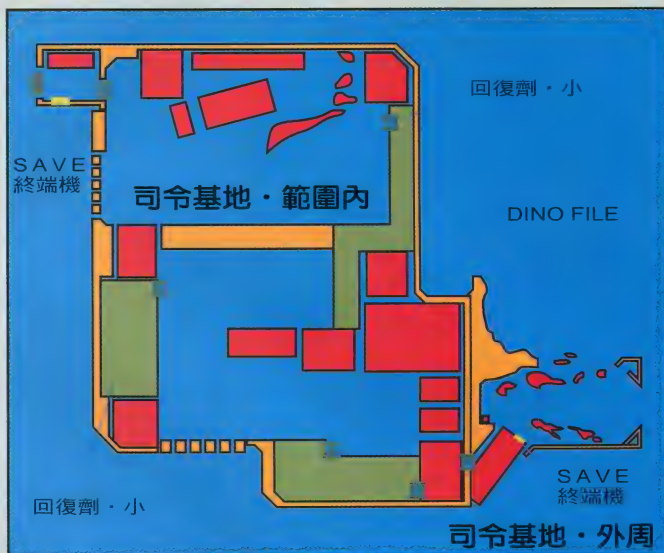 回復劑・小
SAVE
終端機
司令基地・範圍內
DINO FILE
回復劑・小
SAVE
終端機
司令基地・外周